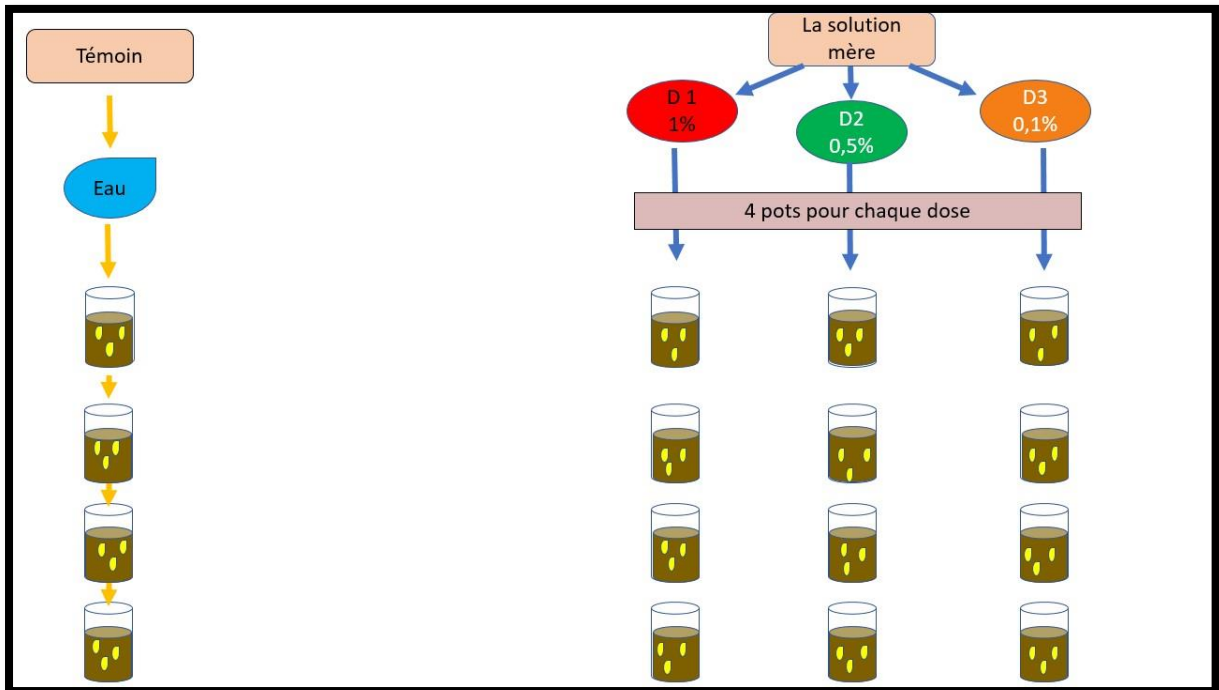 Témoin
Eau
La solution
mère
D 1
1%
D2
0,5%
D3
0,1%
4 pots pour chaque dose